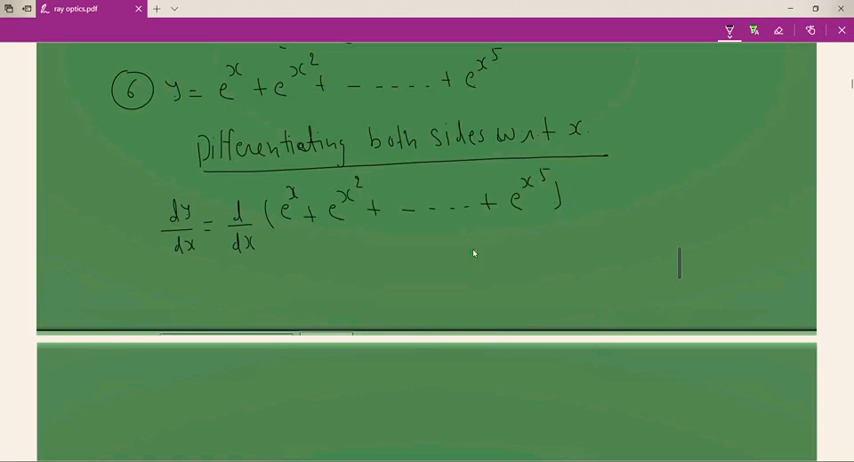 ray optics.pdf
⑥ y = e^x + e^{x^2} + - ..... + e^{x^5}
Differentiating both sides w r t x.
dy/dx = d/dx (e^x + e^{x^2} + - ..... + e^{x^5})